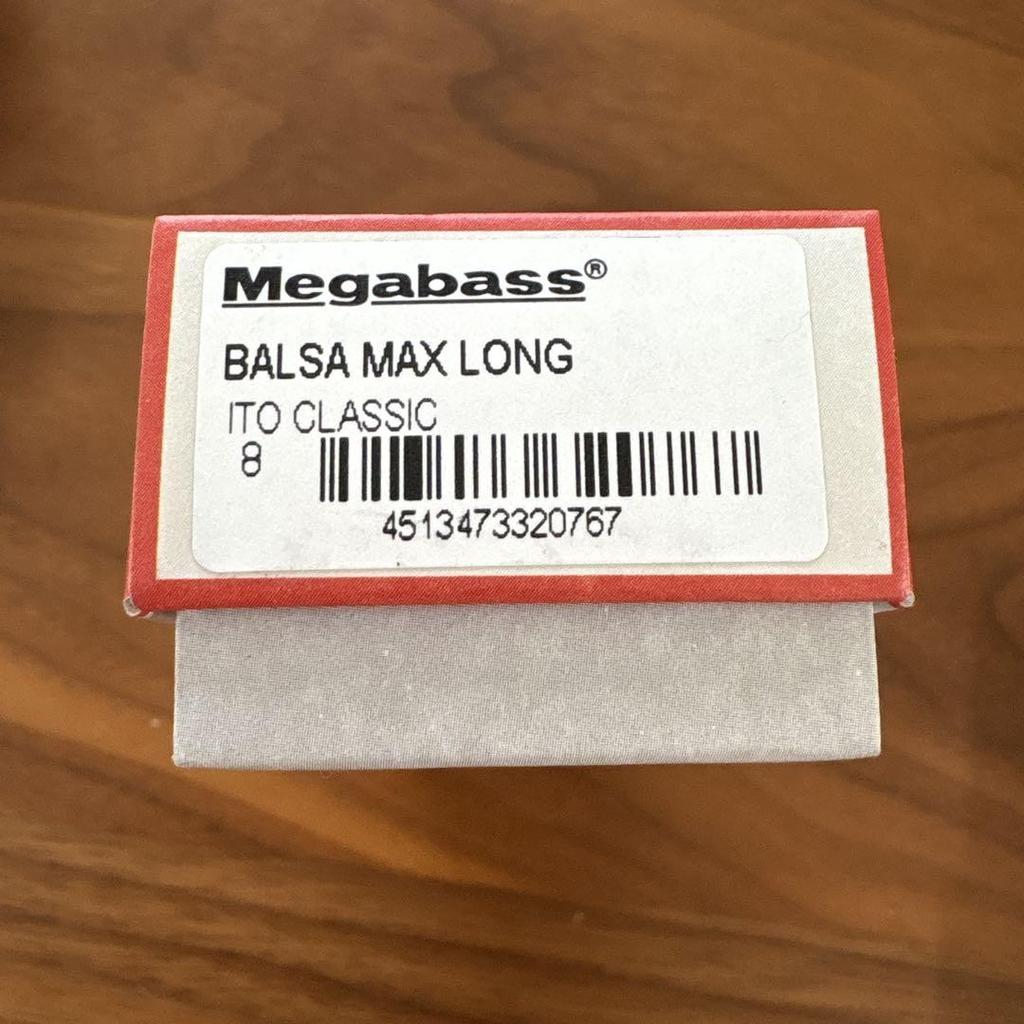 Megabass®
BALSA MAX LONG
ITO CLASSIC
8
4513473320767